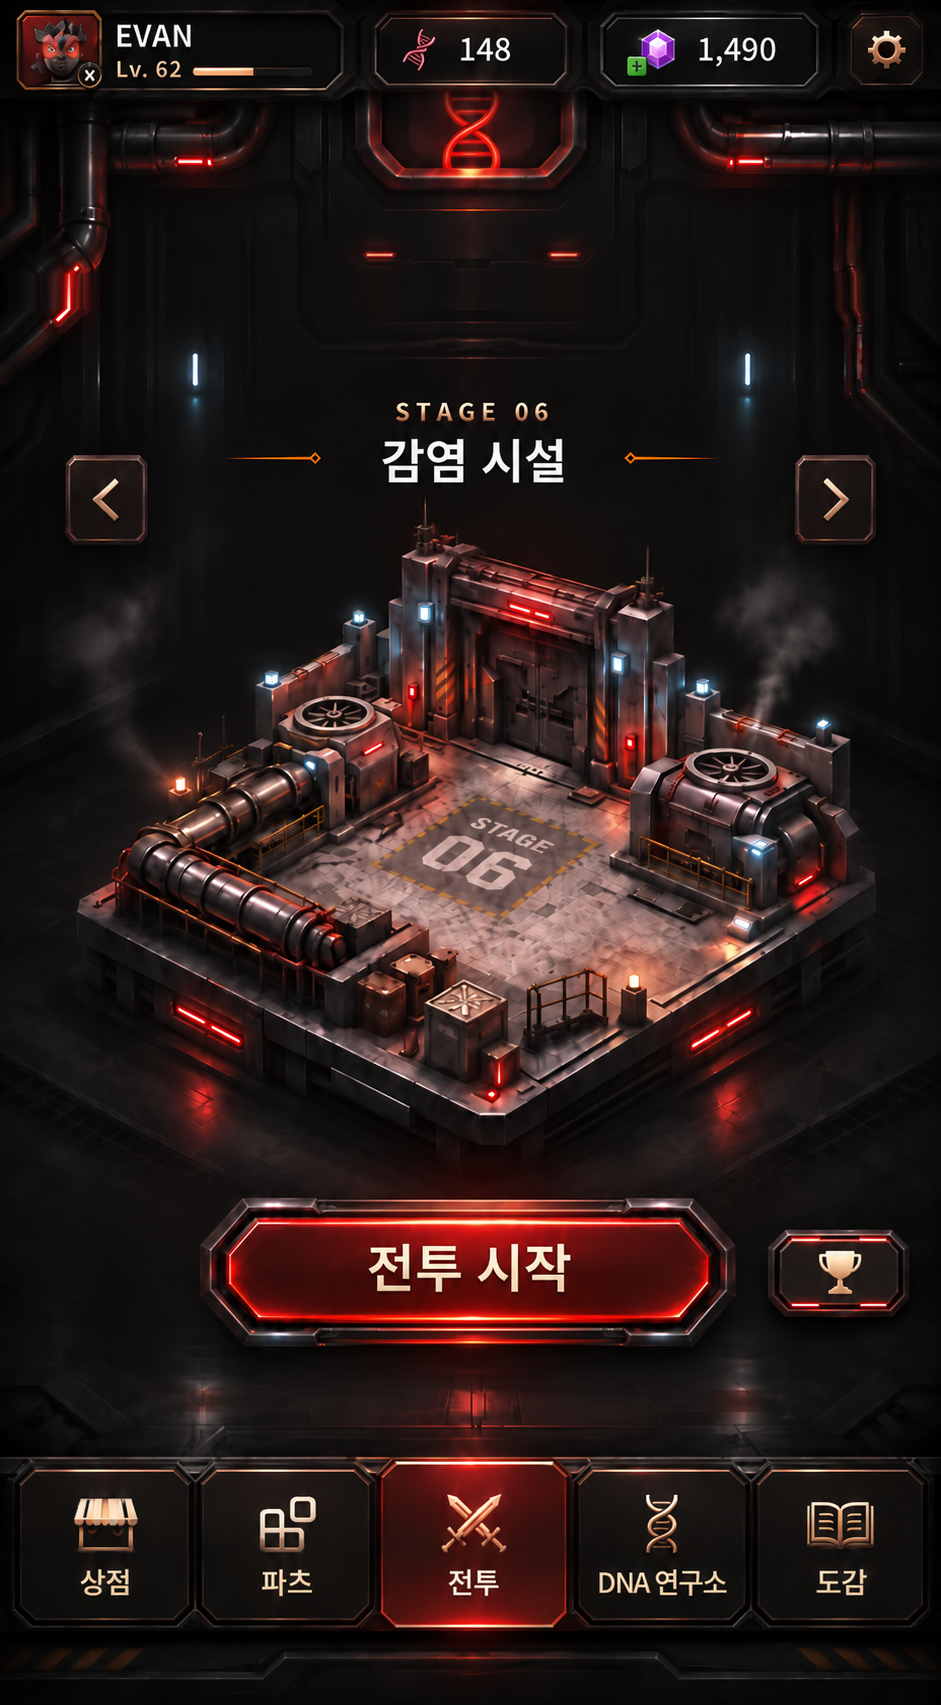 EVAN
Lv. 62
148
1,490
STAGE 06
감염 시설
STAGE
06
전투 시작
상점
파츠
전투
DNA 연구소
도감